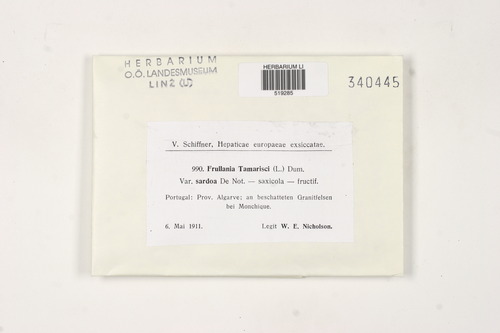 HERBARIUM
O.Ö. LANDESMUSEUM
LINZ (LI)
HERBARIUM LI
519285
340445
V. Schiffner, Hepaticae europaeae exsiccatae.
990. Frullania Tamarisci (L.) Dum.
Var. sardoa De Not. — saxicola — fructif.
Portugal: Prov. Algarve; an beschatteten Granitfelsen
bei Monchique.
6. Mai 1911.
Legit W. E. Nicholson.